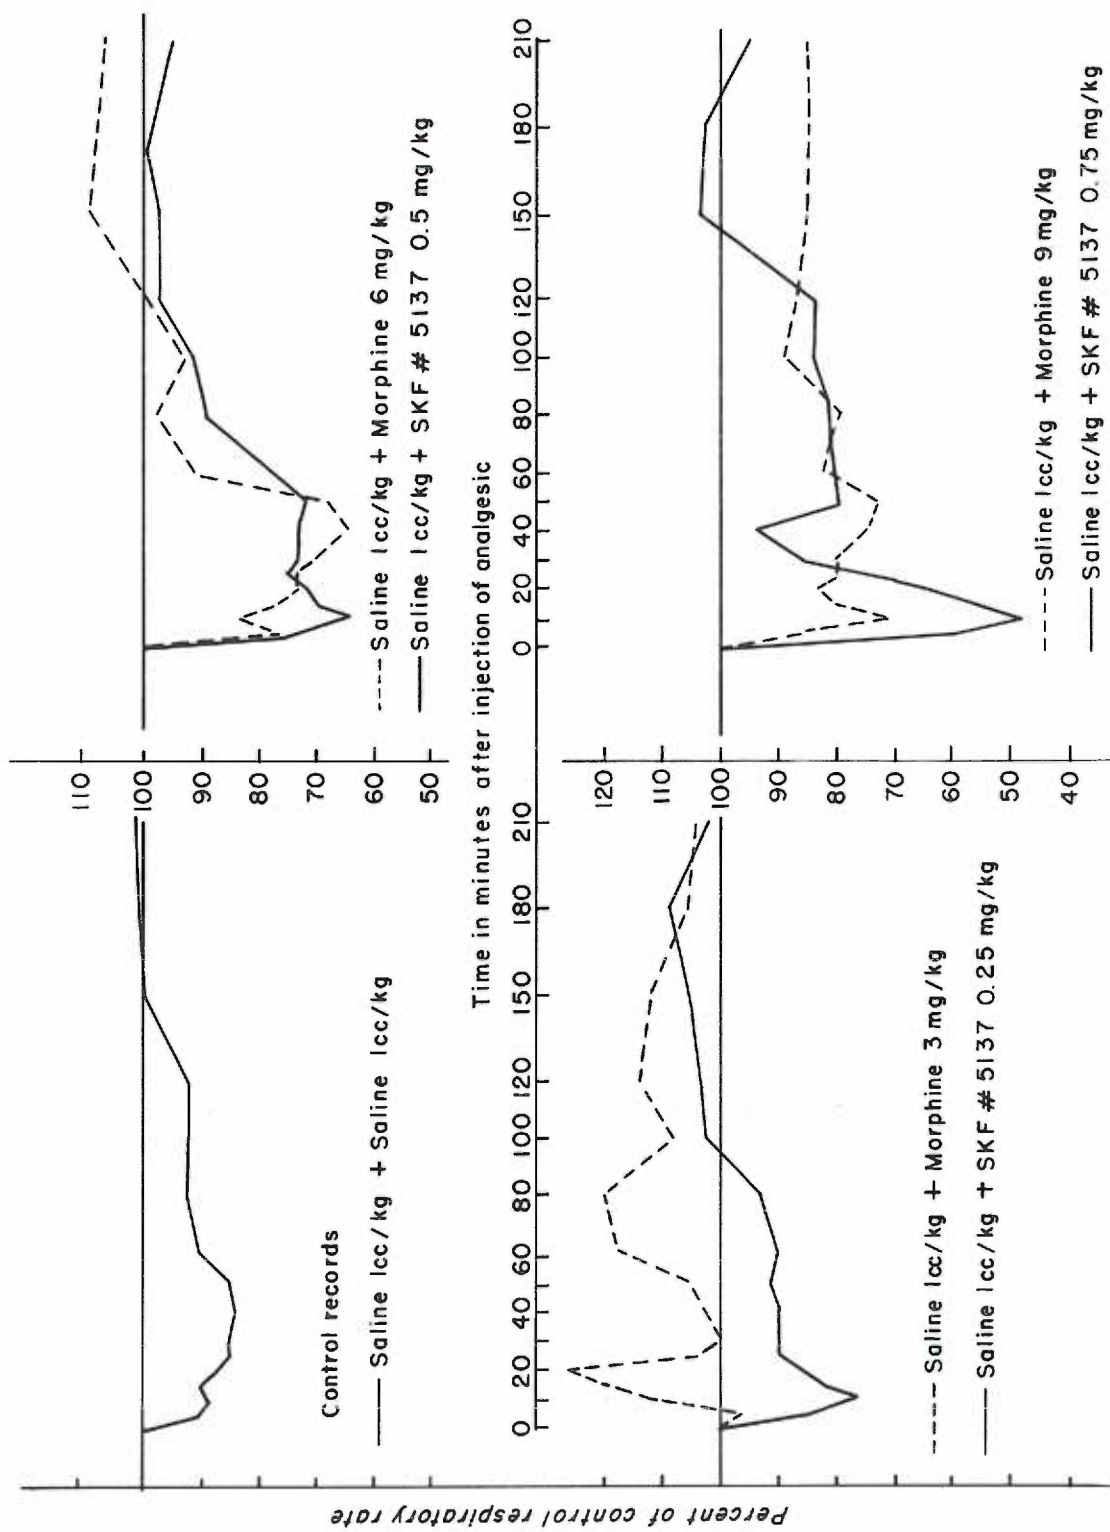 Percent of control respiratory rate
110
100
90
80
70
60
50
Control records
Saline 1cc/kg + Saline 1cc/kg
Saline 1cc/kg + Morphine 6 mg/kg
Saline 1cc/kg + SKF # 5137 0.5 mg/kg
Time in minutes after injection of analgesic
0 20 40 60 80 100 120 150 180 210
0 20 40 60 80 100 120 150 180 210
120
110
100
90
80
70
60
50
40
Saline 1cc/kg + Morphine 3 mg/kg
Saline 1cc/kg + SKF # 5137 0.25 mg/kg
Saline 1cc/kg + Morphine 9 mg/kg
Saline 1cc/kg + SKF # 5137 0.75 mg/kg